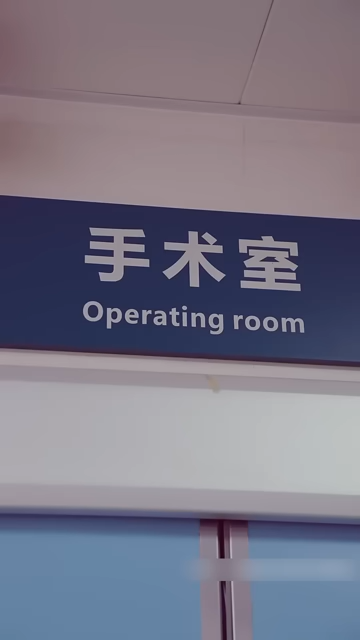 手术室
Operating room